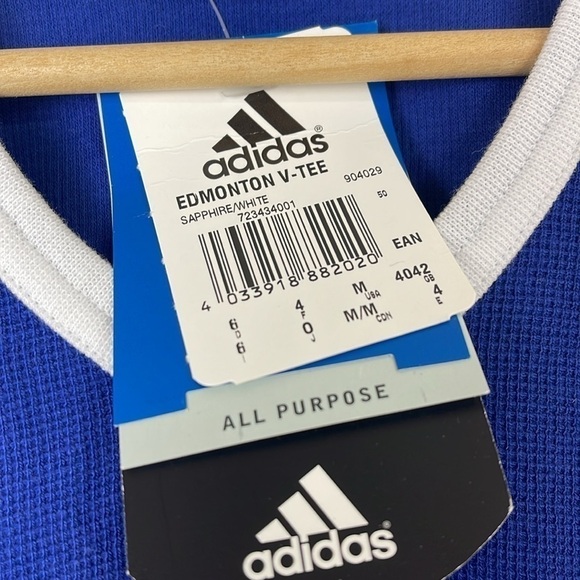 adidas®
EDMONTON V-TEE 904029
SAPPHIRE/WHITE
723434001 50
EAN
4 033918 882020
6 D 4 F M USA 4042 GB 4 E
6 I O J M/M CDN
ALL PURPOSE
adidas®